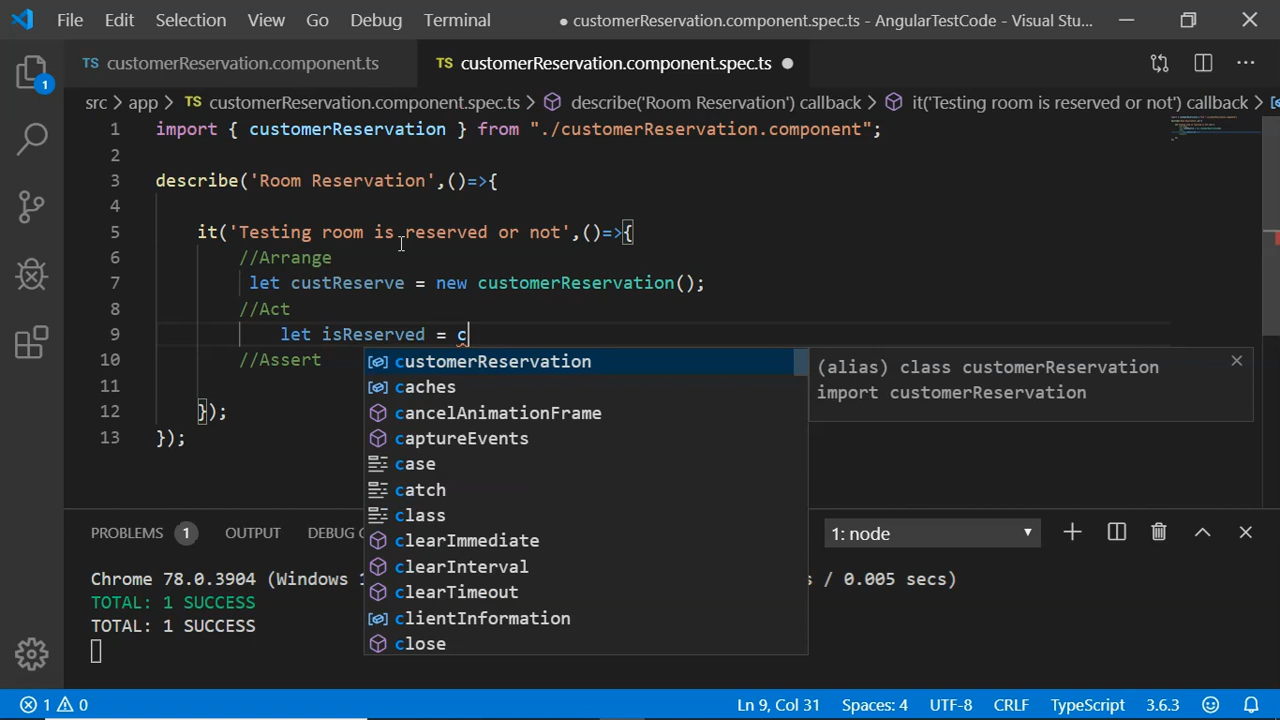 File Edit Selection View Go Debug Terminal ● customerReservation.component.spec.ts - AngularTestCode - Visual Stu...
1
TS customerReservation.component.ts TS customerReservation.component.spec.ts ●
src > app > TS customerReservation.component.spec.ts > describe('Room Reservation') callback > it('Testing room is reserved or not') callback >
1 import { customerReservation } from "./customerReservation.component";
2
3 describe('Room Reservation',()=>{
4
5 it('Testing room is reserved or not',()=>{
6 //Arrange
7 let custReserve = new customerReservation();
8 //Act
9 let isReserved = c
10 //Assert
11
12 });
13 });
customerReservation
caches
cancelAnimationFrame
captureEvents
case
catch
class
clearImmediate
clearInterval
clearTimeout
clientInformation
close
(alias) class customerReservation
import customerReservation
PROBLEMS 1 OUTPUT DEBUG 1: node
Chrome 78.0.3904 (Windows s / 0.005 secs)
TOTAL: 1 SUCCESS
TOTAL: 1 SUCCESS
1 0 Ln 9, Col 31 Spaces: 4 UTF-8 CRLF TypeScript 3.6.3